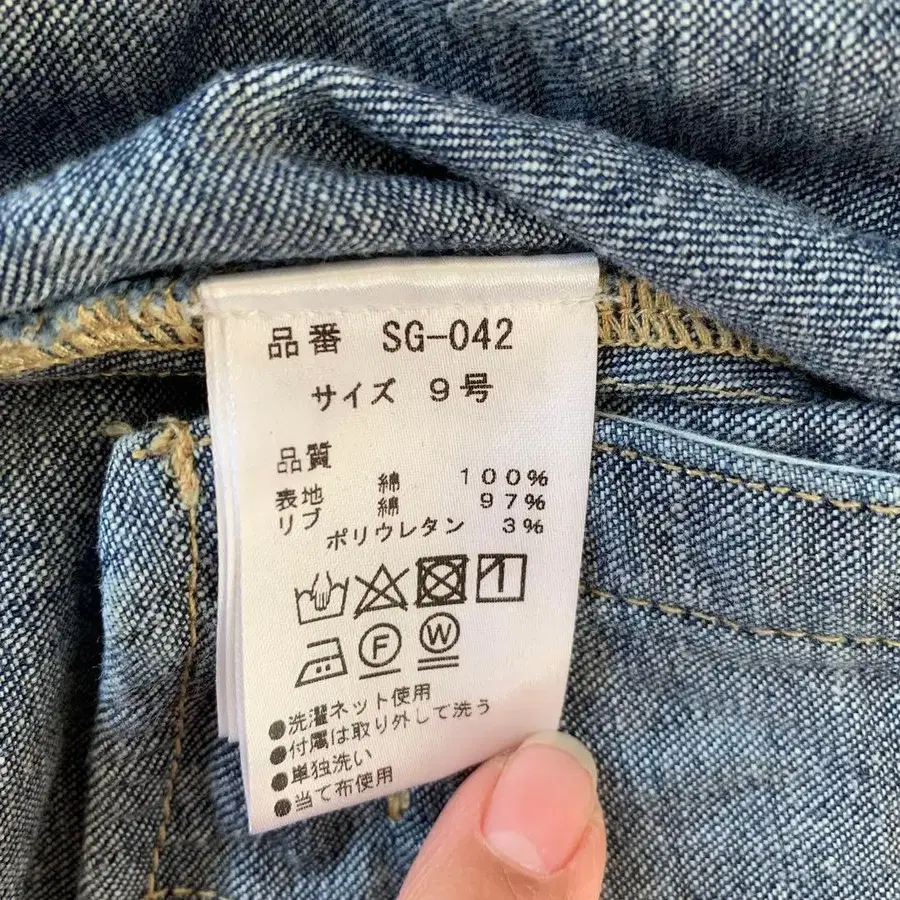 品番 SG-042
サイズ 9号
品質
表地 綿 100%
リブ 綿 97%
ポリウレタン 3%
F W
●洗濯ネット使用
●付属は取り外して洗う
●単独洗い
●当て布使用